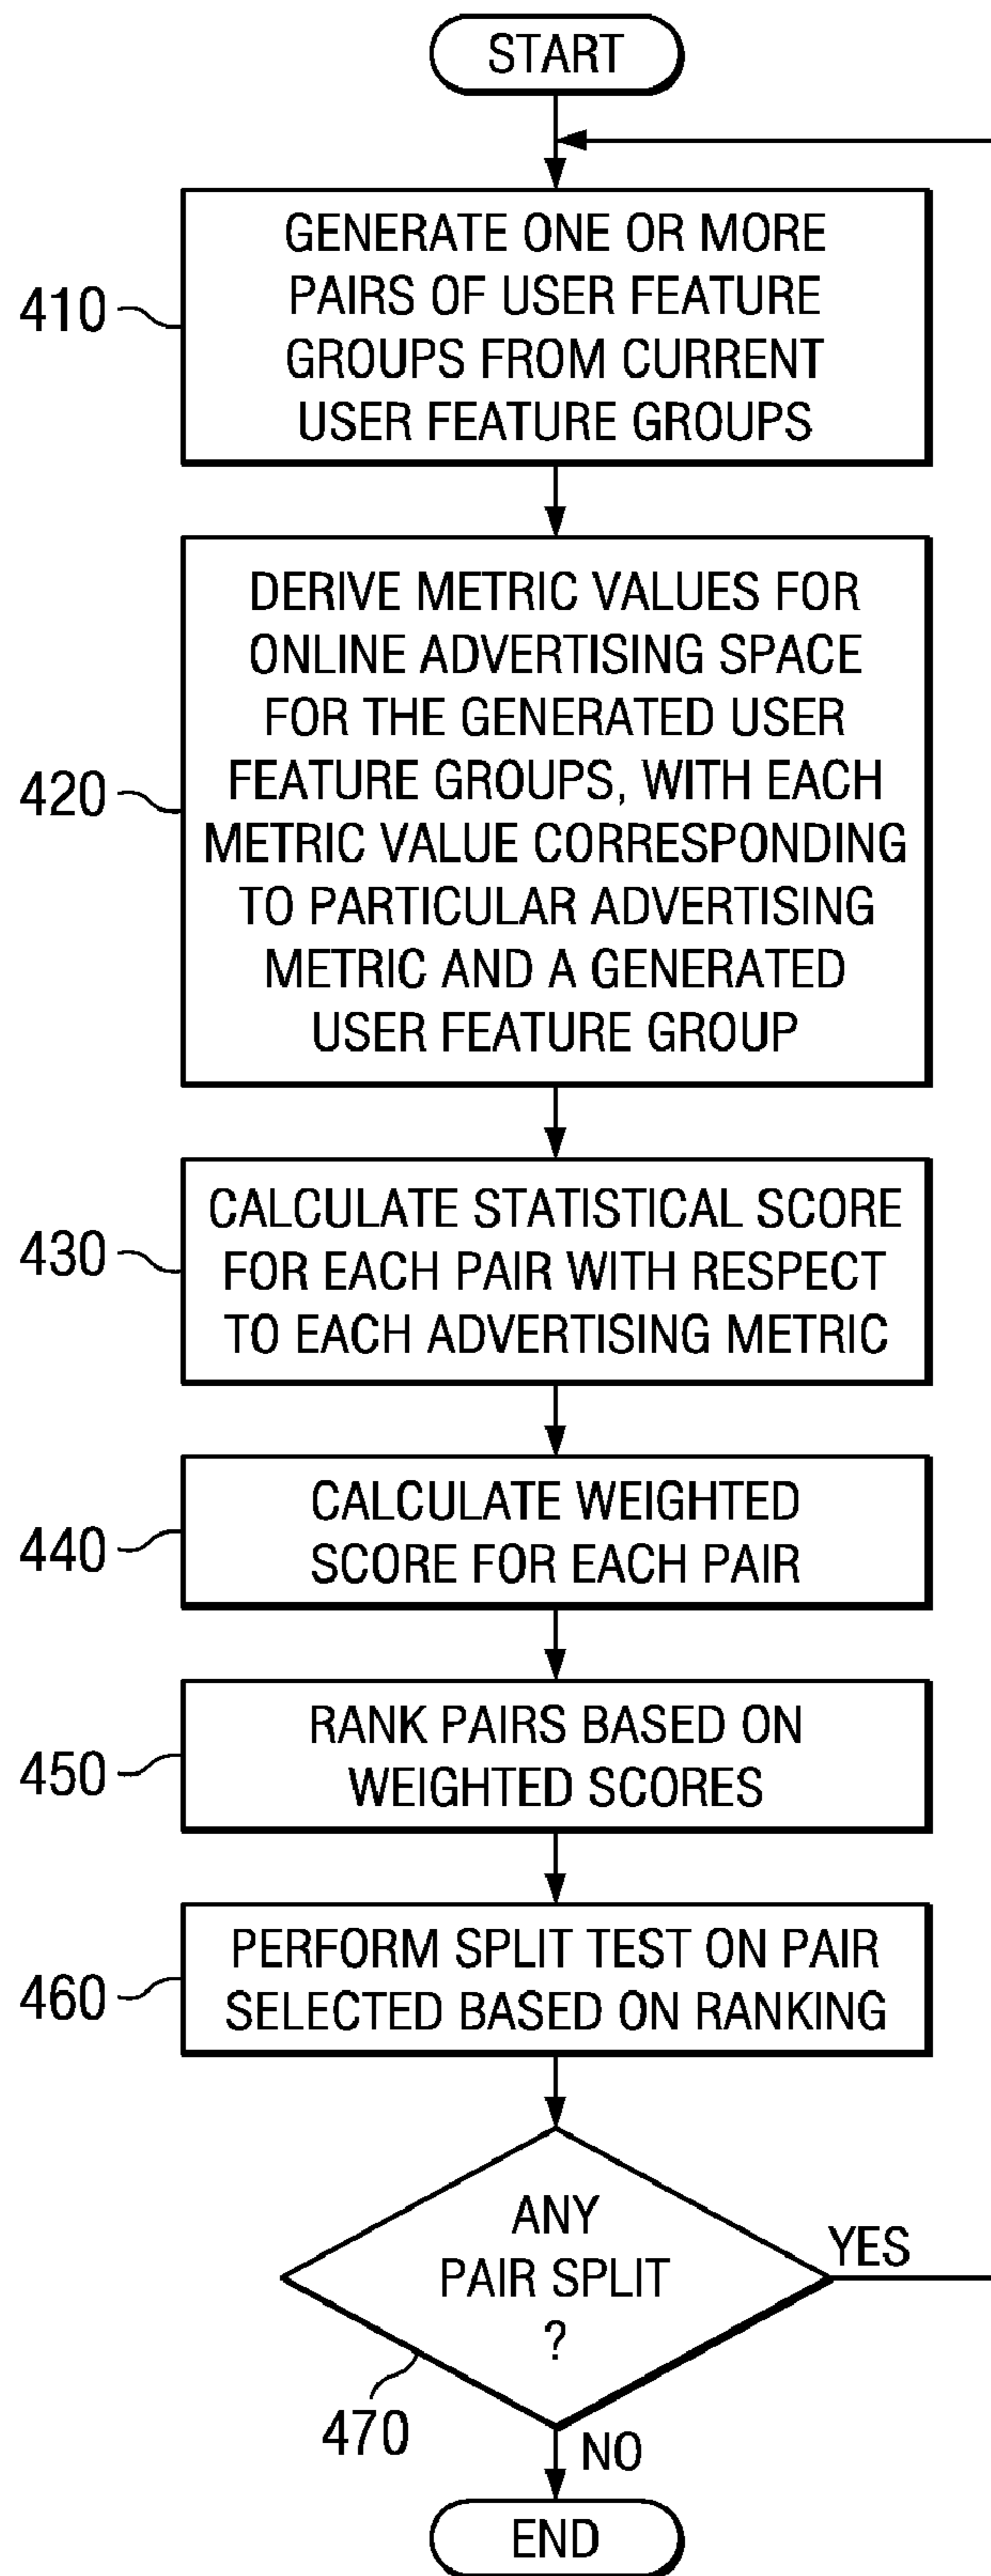 START
410
GENERATE ONE OR MORE
PAIRS OF USER FEATURE
GROUPS FROM CURRENT
USER FEATURE GROUPS
420
DERIVE METRIC VALUES FOR
ONLINE ADVERTISING SPACE
FOR THE GENERATED USER
FEATURE GROUPS, WITH EACH
METRIC VALUE CORRESPONDING
TO PARTICULAR ADVERTISING
METRIC AND A GENERATED
USER FEATURE GROUP
430
CALCULATE STATISTICAL SCORE
FOR EACH PAIR WITH RESPECT
TO EACH ADVERTISING METRIC
440
CALCULATE WEIGHTED
SCORE FOR EACH PAIR
450
RANK PAIRS BASED ON
WEIGHTED SCORES
460
PERFORM SPLIT TEST ON PAIR
SELECTED BASED ON RANKING
ANY
PAIR SPLIT
?
YES
470
NO
END